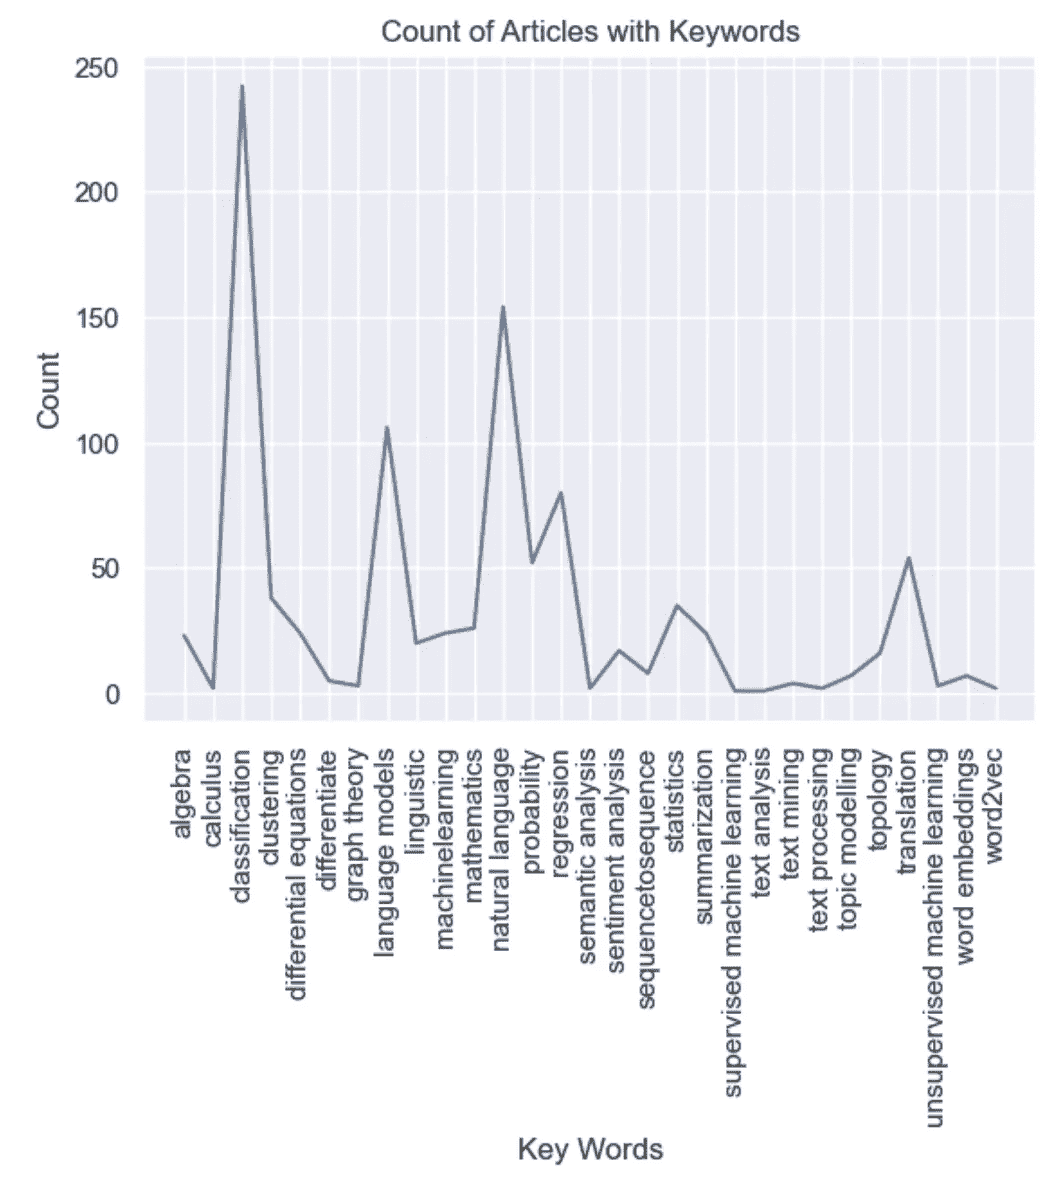 Count of Articles with Keywords
250
200
150
100
50
0
Count
algebra
calculus
classification
clustering
differential equations
differentiate
graph theory
language models
linguistic
machinelearning
mathematics
natural language
probability
regression
semantic analysis
sentiment analysis
sequencetosequence
statistics
summarization
supervised machine learning
text analysis
text mining
text processing
topic modelling
topology
translation
unsupervised machine learning
word embeddings
word2vec
Key Words